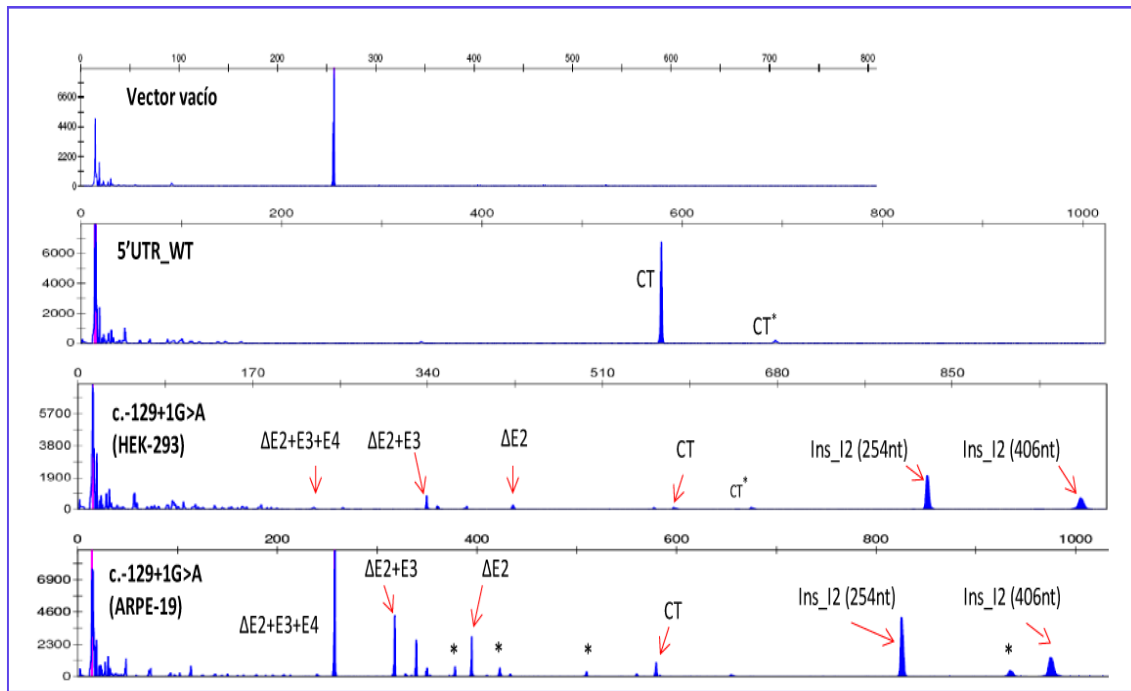 0 100 200 300 400 500 600 700 800
Vector vacío
6600
4400
2200
0
0 200 400 600 800 1000
5'UTR_WT
6000
4000
2000
0
CT
CT*
0 170 340 510 680 850
c.-129+1G>A
(HEK-293)
5700
3800
1900
0
ΔE2+E3+E4
ΔE2+E3
ΔE2
CT
CT*
Ins_I2 (254nt)
Ins_I2 (406nt)
0 200 400 600 800 1000
c.-129+1G>A
(ARPE-19)
6900
4600
2300
0
ΔE2+E3+E4
ΔE2+E3
*
ΔE2
*
*
CT
Ins_I2 (254nt)
*
Ins_I2 (406nt)